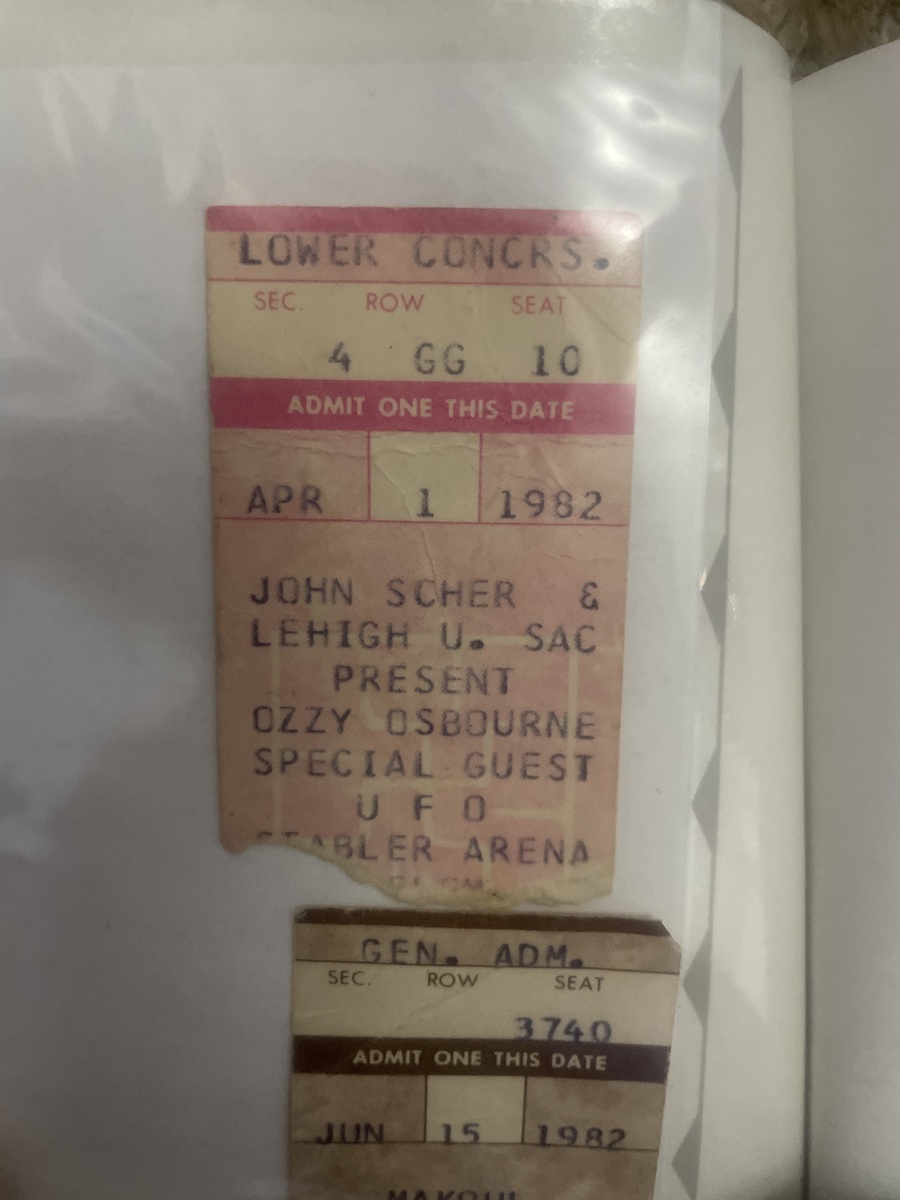 LOWER CONCRS.
SEC. ROW SEAT
4 GG 10
ADMIT ONE THIS DATE
APR 1 1982
JOHN SCHER &
LEHIGH U. SAC
PRESENT
OZZY OSBOURNE
SPECIAL GUEST
U F O
STABLER ARENA
GEN. ADM.
SEC. ROW SEAT
3740
ADMIT ONE THIS DATE
JUN 15 1982